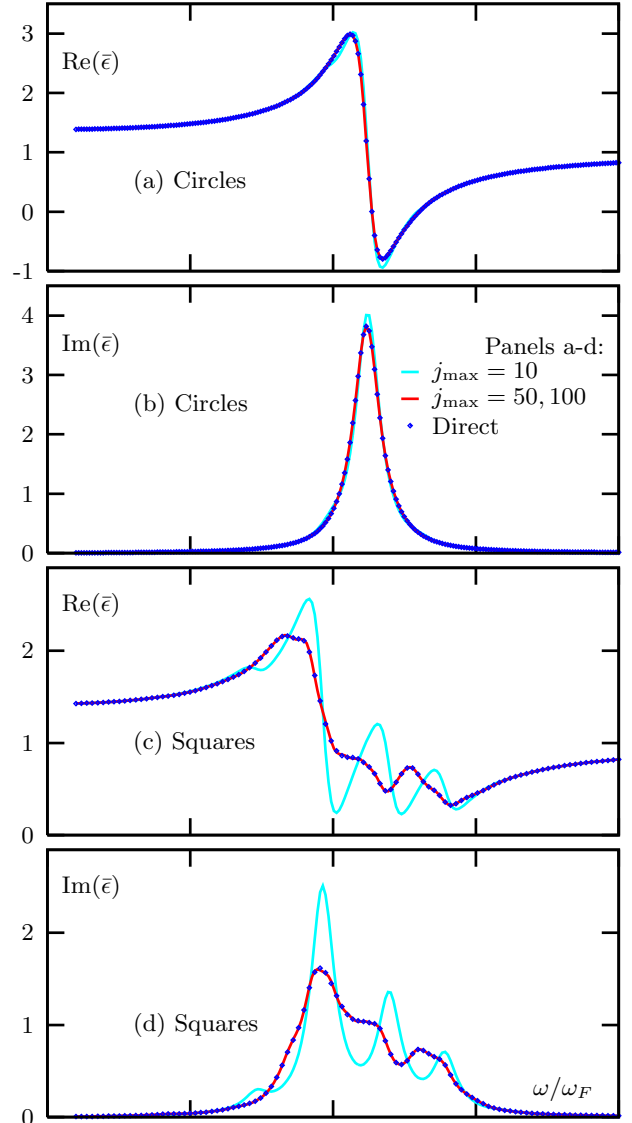 3
Re(ϵ̄)
2
1
(a) Circles
0
-1
4
Im(ϵ̄)
Panels a-d:
j_max = 10
3
j_max = 50, 100
(b) Circles
Direct
2
1
0
Re(ϵ̄)
2
(c) Squares
1
0
Im(ϵ̄)
2
1
(d) Squares
ω/ω_F
0